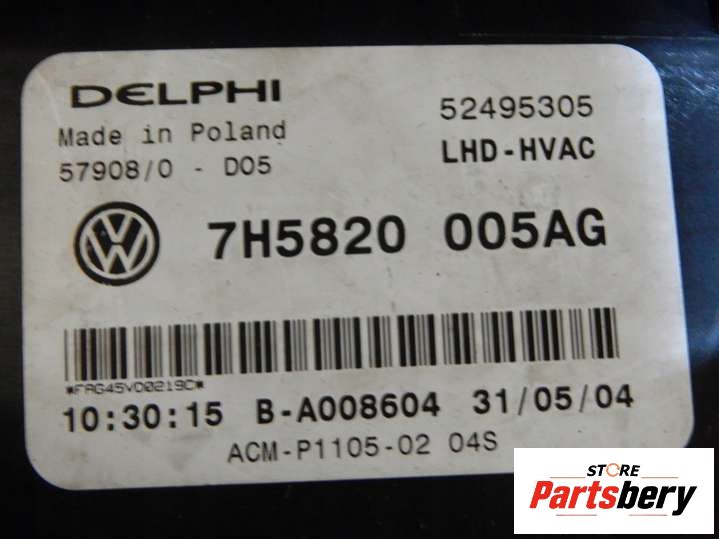 DELPHI
52495305
Made in Poland
LHD-HVAC
57908/0 - D05
VW
7H5820 005AG
*FAG45VD0219C*
10:30:15 B-A008604 31/05/04
ACM-P1105-02 04S
STORE
Partsbery